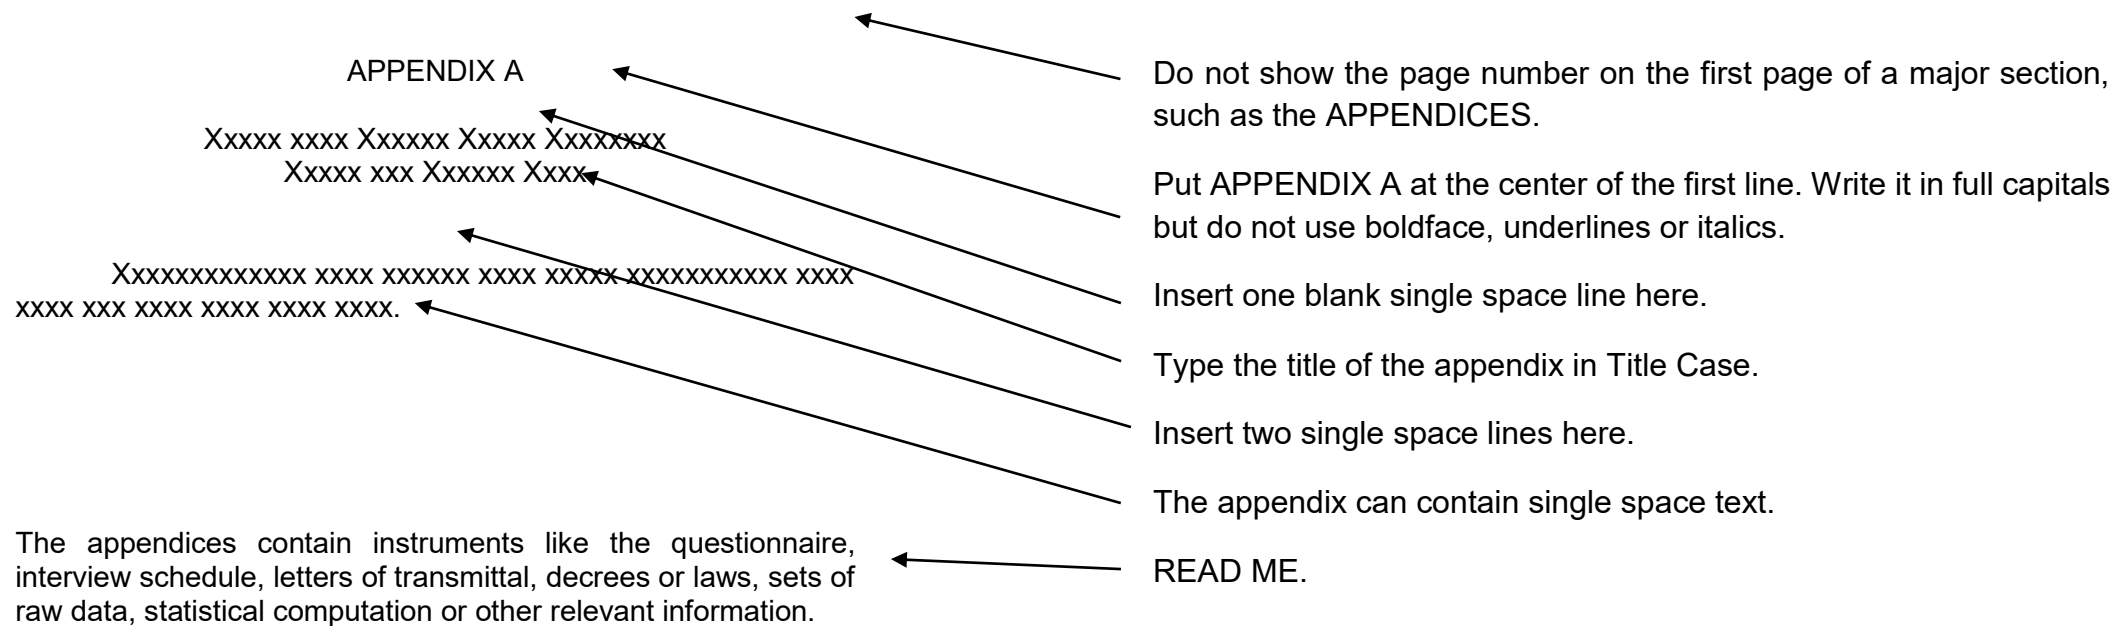 APPENDIX A
Xxxxx xxxx Xxxxxx Xxxxx Xxxxxxxx
Xxxxx xxx Xxxxxx Xxxx
Xxxxxxxxxxxxx xxxx xxxxxx xxxx xxxxx xxxxxxxxxxx xxxx
xxxx xxx xxxx xxxx xxxx xxxx.
The appendices contain instruments like the questionnaire,
interview schedule, letters of transmittal, decrees or laws, sets of
raw data, statistical computation or other relevant information.
Do not show the page number on the first page of a major section,
such as the APPENDICES.
Put APPENDIX A at the center of the first line. Write it in full capitals
but do not use boldface, underlines or italics.
Insert one blank single space line here.
Type the title of the appendix in Title Case.
Insert two single space lines here.
The appendix can contain single space text.
READ ME.